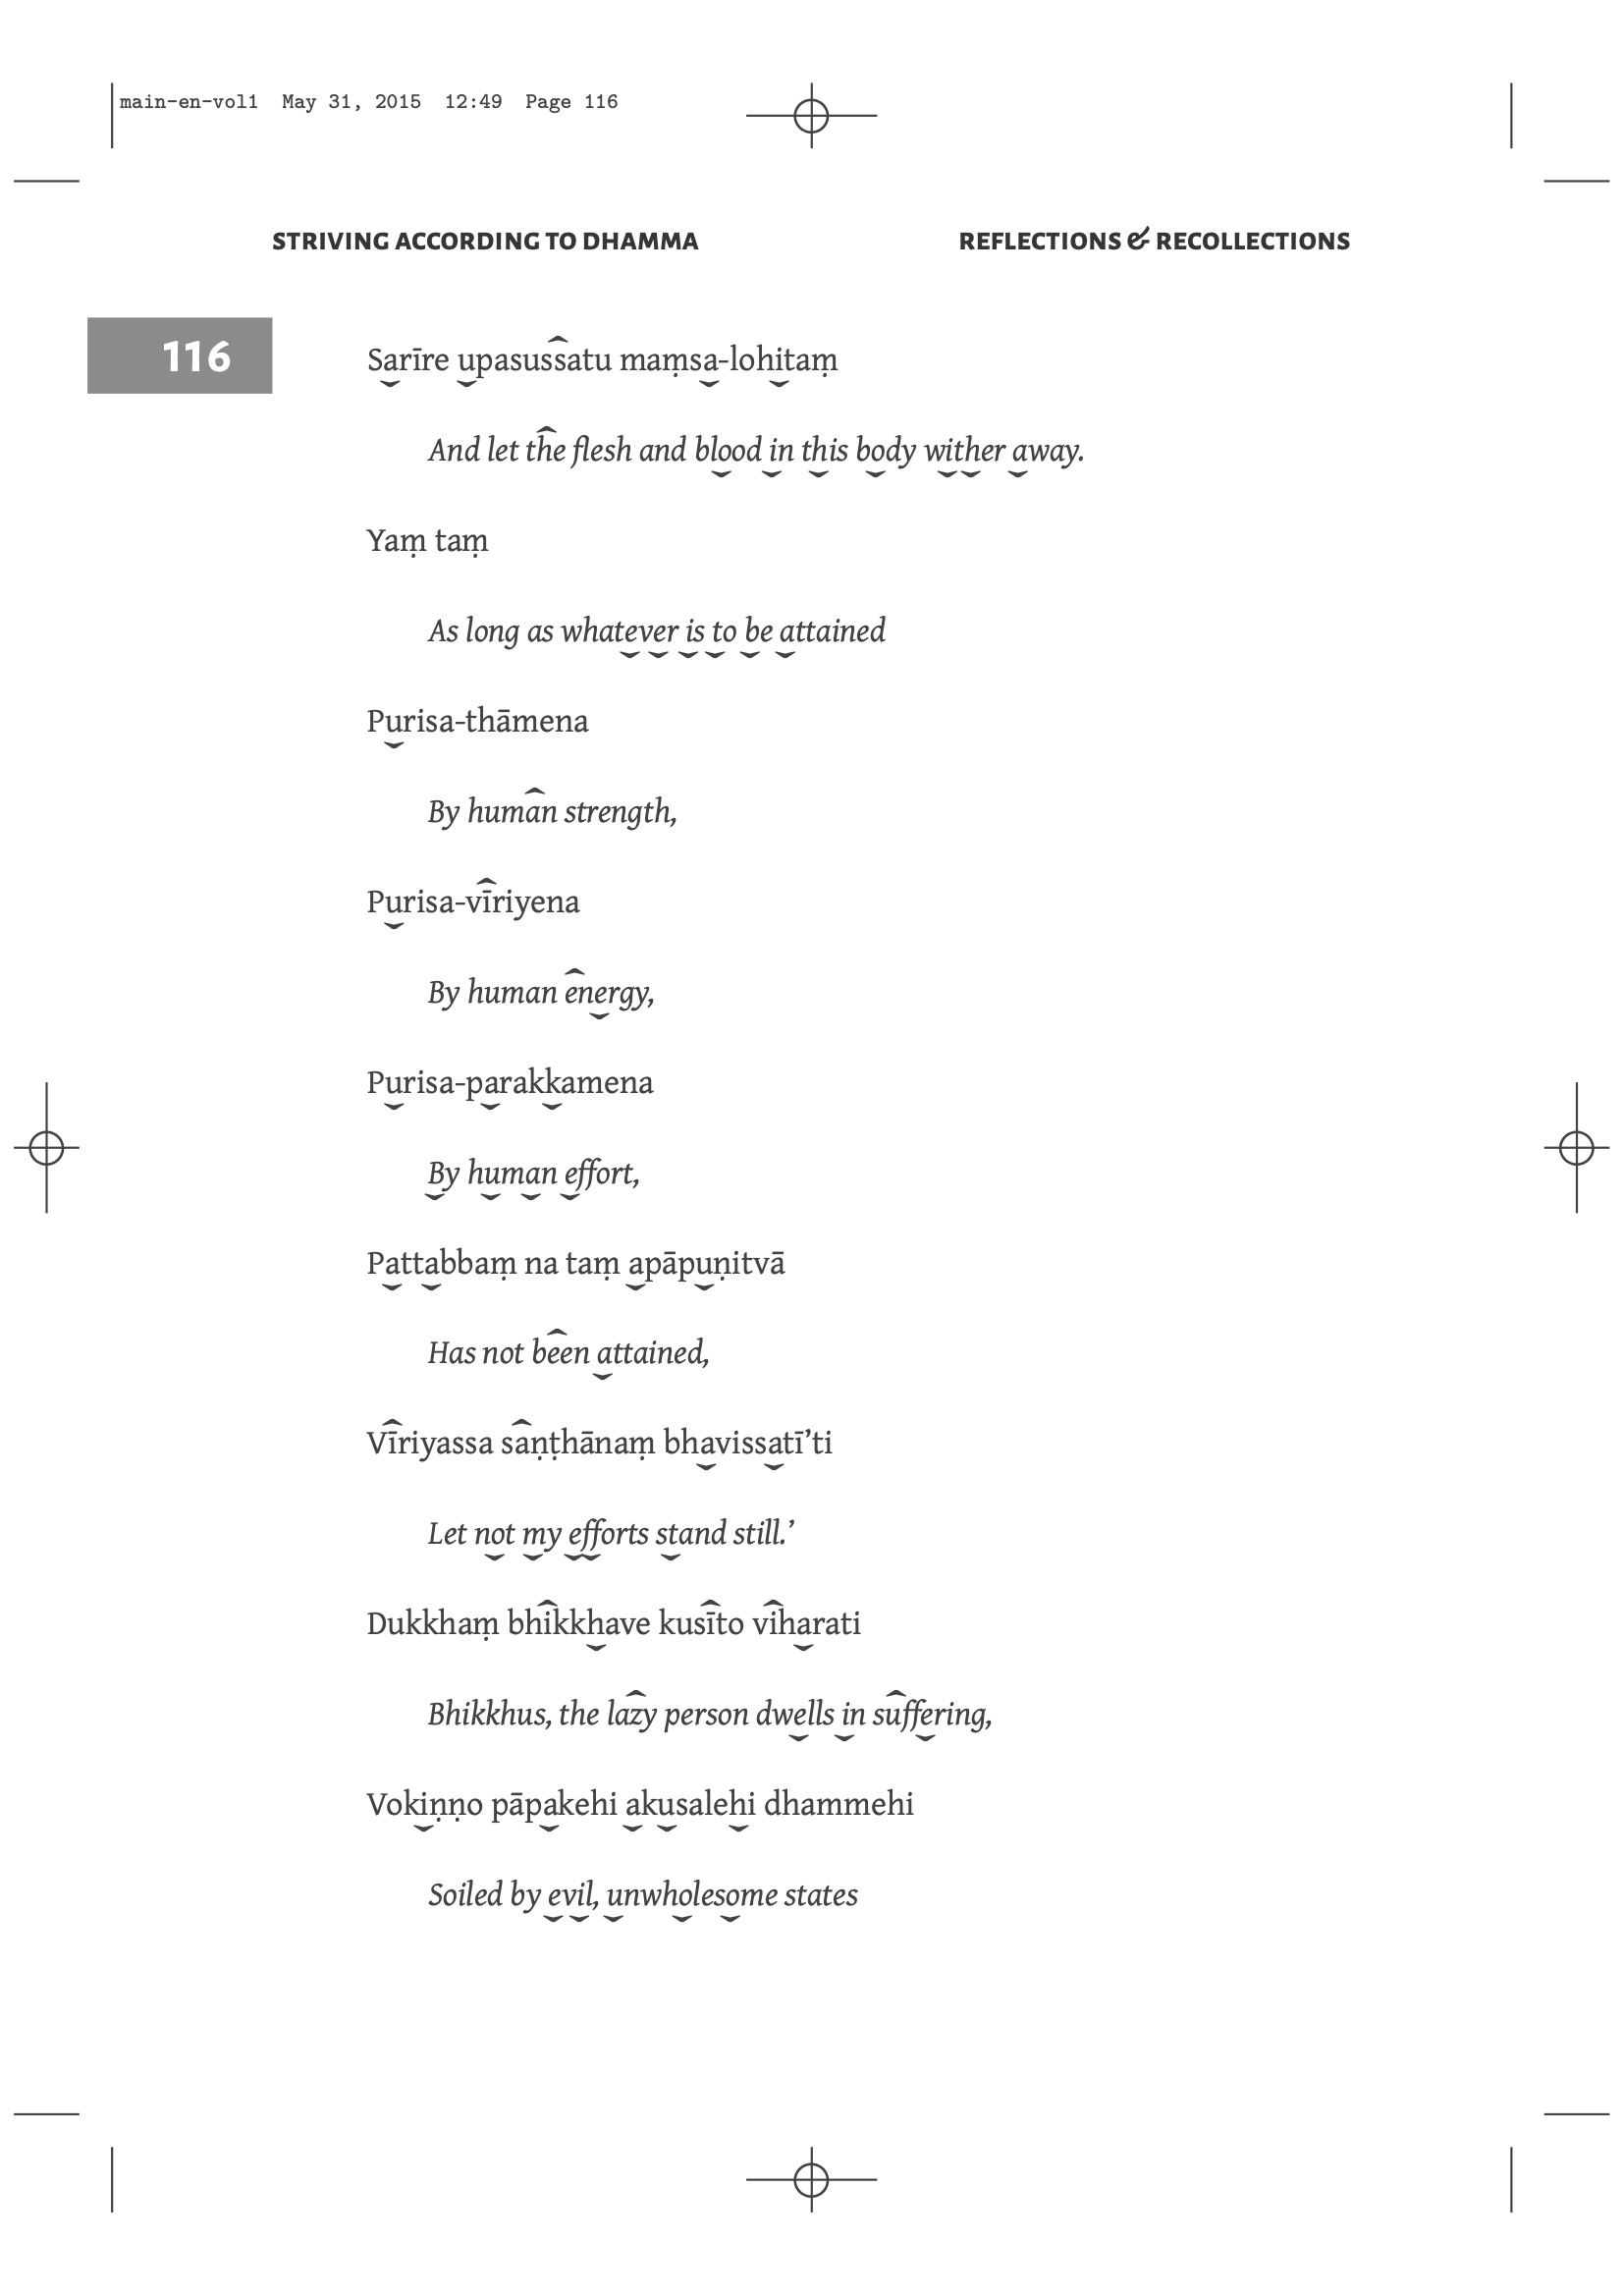 main-en-vol1 May 31, 2015 12:49 Page 116
STRIVING ACCORDING TO DHAMMA REFLECTIONS & RECOLLECTIONS
116
Sarīre upasussatu maṃsa-lohitaṃ
And let the flesh and blood in this body wither away.
Yaṃ taṃ
As long as whatever is to be attained
Purisa-thāmena
By human strength,
Purisa-vīriyena
By human energy,
Purisa-parakkamena
By human effort,
Pattabbaṃ na taṃ apāpuṇitvā
Has not been attained,
Vīriyassa saṇṭhānaṃ bhavissatī’ti
Let not my efforts stand still.’
Dukkhaṃ bhikkhave kusīto viharati
Bhikkhus, the lazy person dwells in suffering,
Vokiṇṇo pāpakehi akusalehi dhammehi
Soiled by evil, unwholesome states